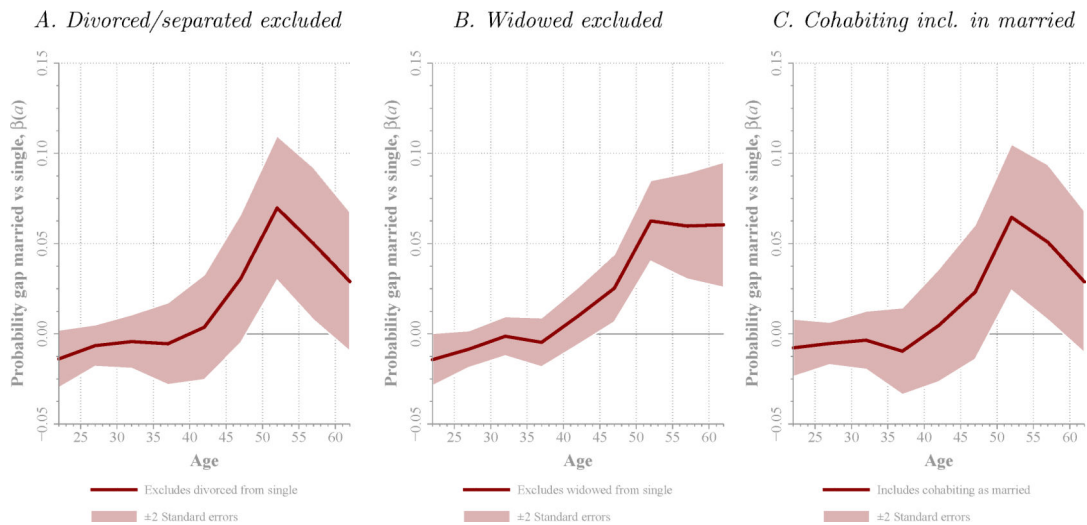 A. Divorced/separated excluded
Probability gap married vs single, β(a)
0.15
0.10
0.05
0.00
−0.05
25 30 35 40 45 50 55 60
Age
Excludes divorced from single
±2 Standard errors
B. Widowed excluded
Probability gap married vs single, β(a)
0.15
0.10
0.05
0.00
−0.05
25 30 35 40 45 50 55 60
Age
Excludes widowed from single
±2 Standard errors
C. Cohabiting incl. in married
Probability gap married vs single, β(a)
0.15
0.10
0.05
0.00
−0.05
25 30 35 40 45 50 55 60
Age
Includes cohabiting as married
±2 Standard errors